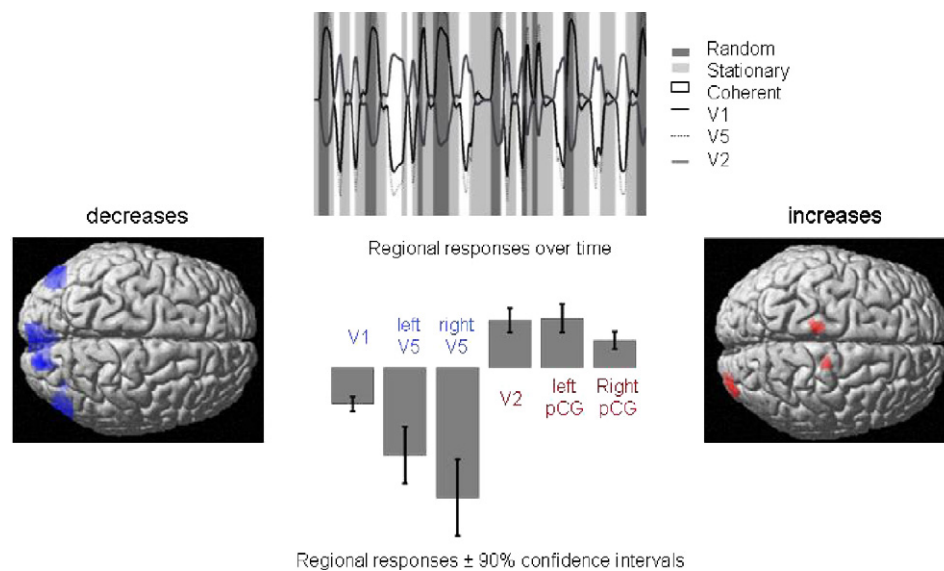 Random
Stationary
Coherent
V1
V5
V2
decreases
increases
Regional responses over time
V1
left
V5
right
V5
V2
left
pCG
Right
pCG
Regional responses ± 90% confidence intervals